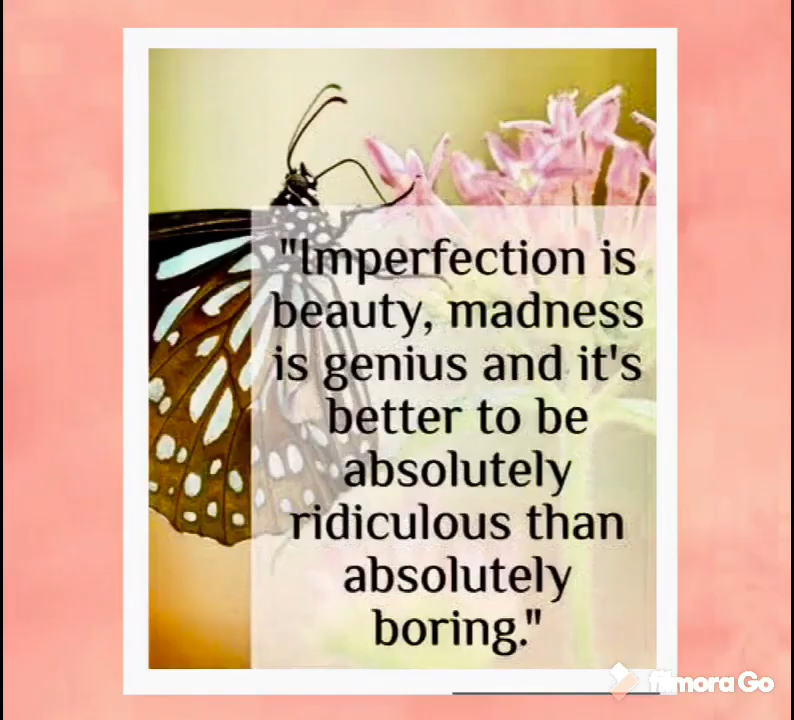 "Imperfection is
beauty, madness
is genius and it's
better to be
absolutely
ridiculous than
absolutely
boring."
filmora Go